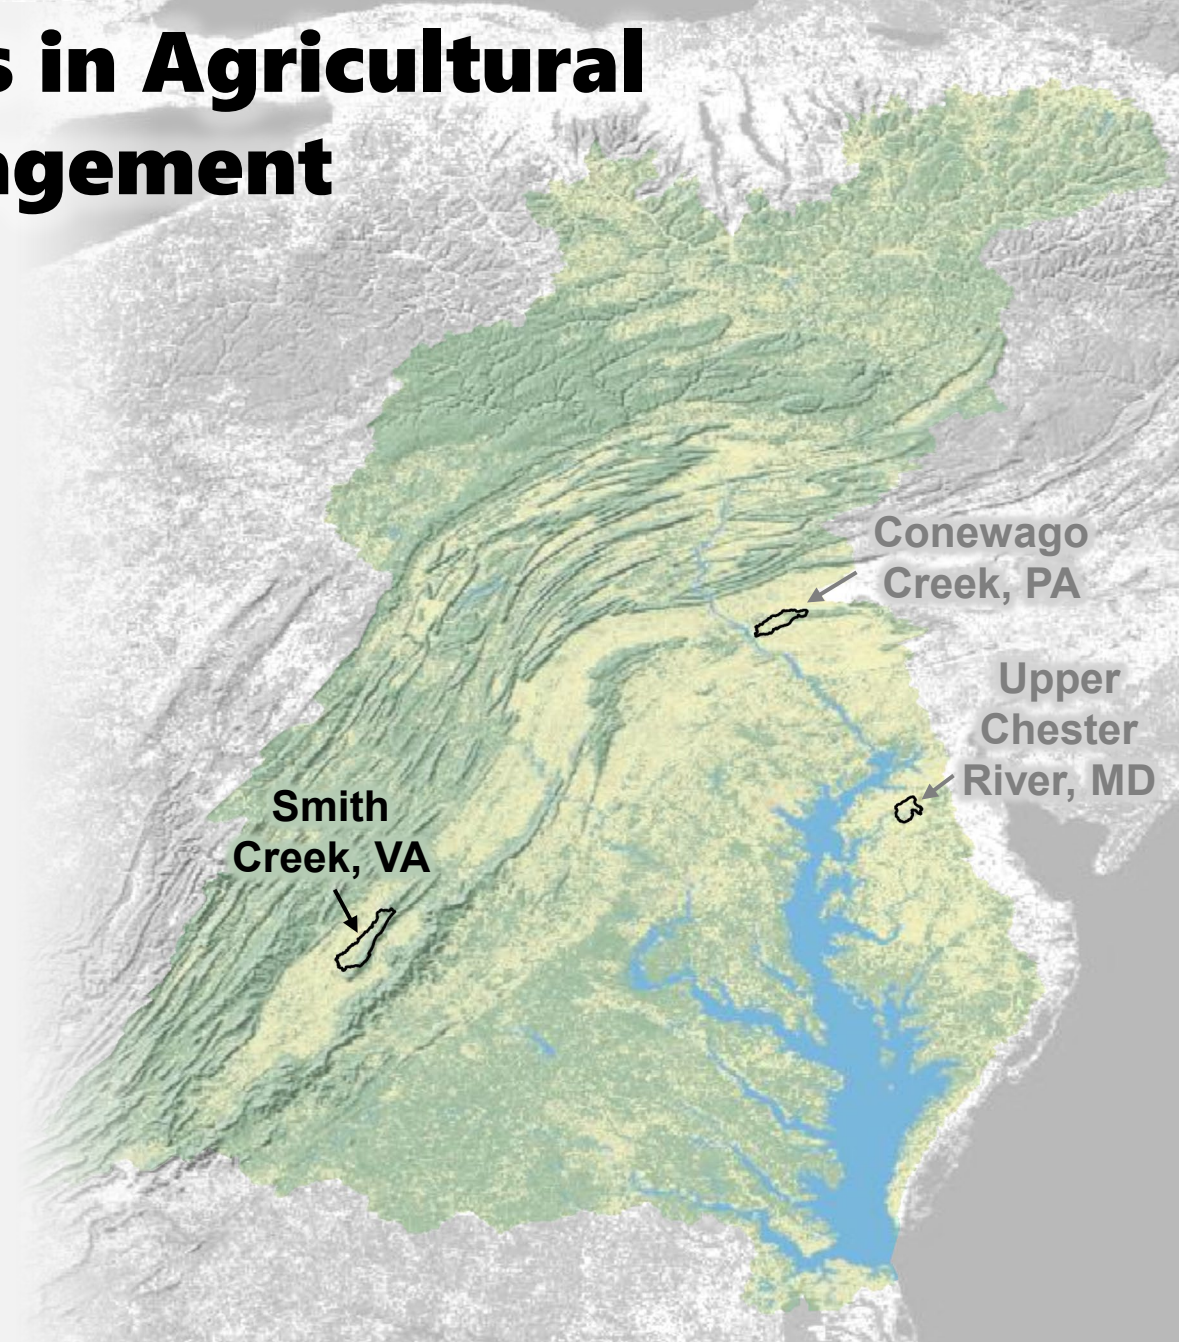 s in Agricultural
agement
Conewago
Creek, PA
Upper
Chester
River, MD
Smith
Creek, VA